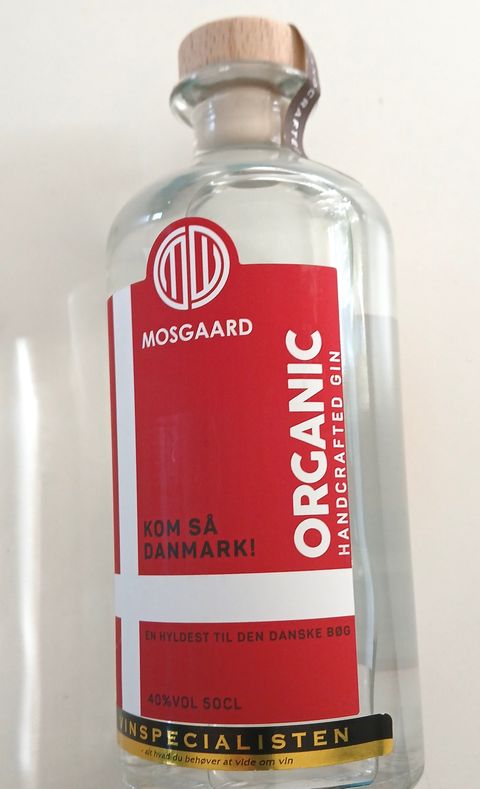 MOSGAARD
ORGANIC
HANDCRAFTED GIN
KOM SÅ
DANMARK!
EN HYLDEST TIL DEN DANSKE BØG
40%VOL 50CL
VINSPECIALISTEN
- alt hvad du behøver at vide om vin